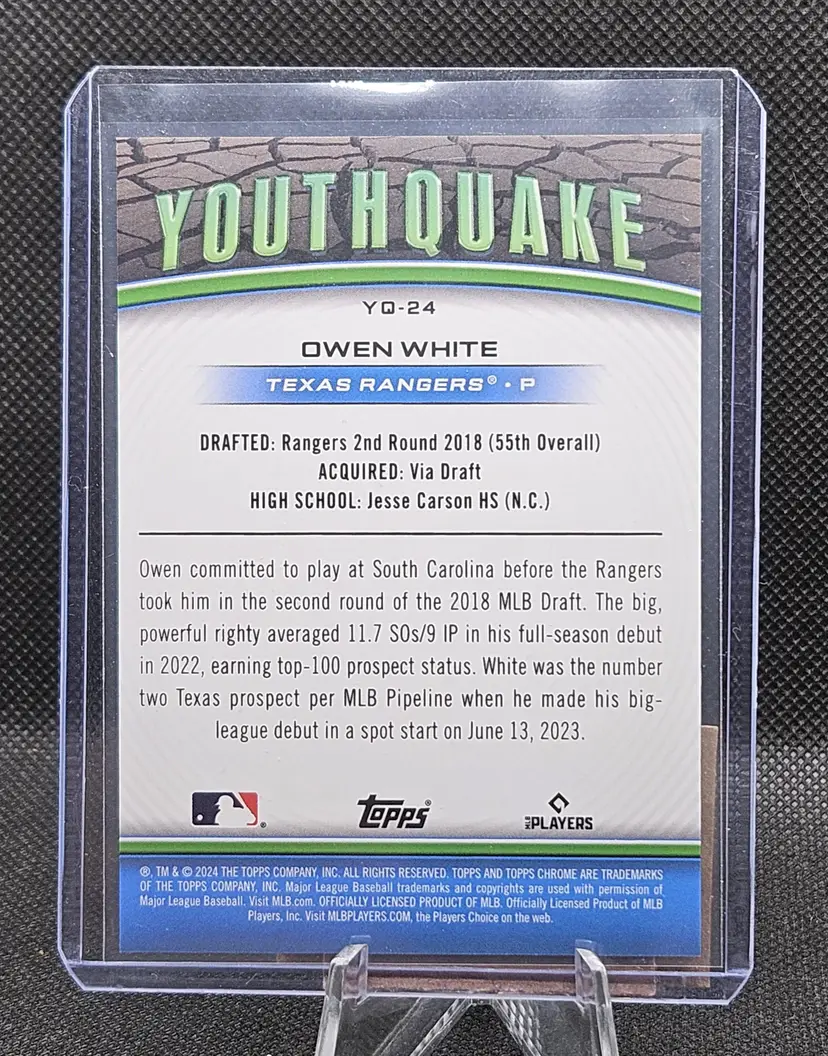 YOUTHQUAKE
YQ-24
OWEN WHITE
TEXAS RANGERS® • P
DRAFTED: Rangers 2nd Round 2018 (55th Overall)
ACQUIRED: Via Draft
HIGH SCHOOL: Jesse Carson HS (N.C.)
Owen committed to play at South Carolina before the Rangers
took him in the second round of the 2018 MLB Draft. The big,
powerful righty averaged 11.7 SOs/9 IP in his full-season debut
in 2022, earning top-100 prospect status. White was the number
two Texas prospect per MLB Pipeline when he made his big-
league debut in a spot start on June 13, 2023.
® Topps® MLB PLAYERS
®, TM & © 2024 THE TOPPS COMPANY, INC. ALL RIGHTS RESERVED. TOPPS AND TOPPS CHROME ARE TRADEMARKS
OF THE TOPPS COMPANY, INC. Major League Baseball trademarks and copyrights are used with permission of
Major League Baseball. Visit MLB.com. OFFICIALLY LICENSED PRODUCT OF MLB. Officially Licensed Product of MLB
Players, Inc. Visit MLBPLAYERS.COM, the Players Choice on the web.